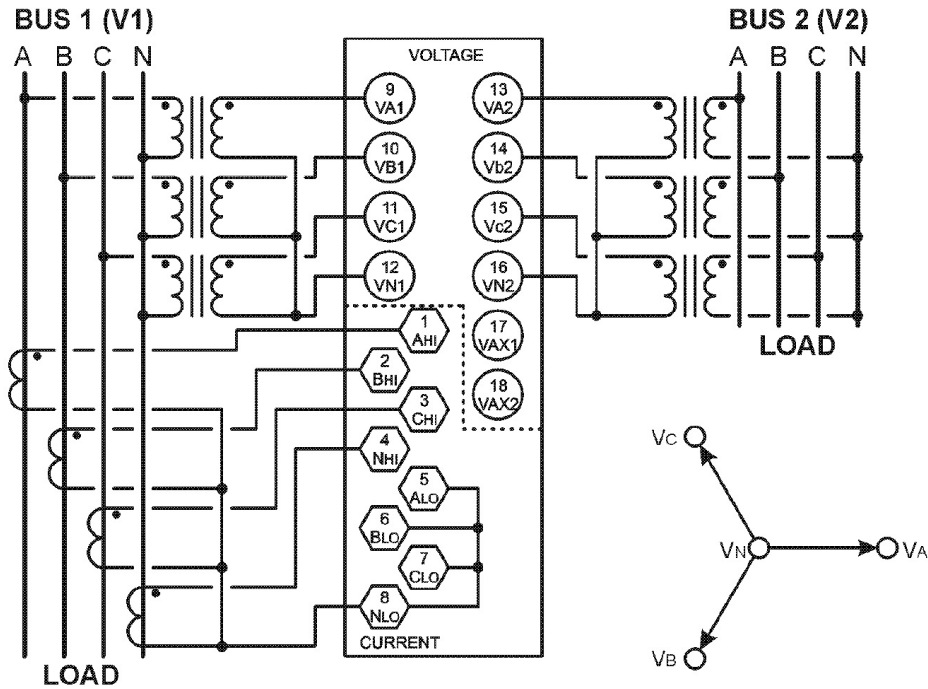 BUS 1 (V1)
BUS 2 (V2)
A B C N
A B C N
VOLTAGE
9
VA1
13
VA2
10
VB1
14
Vb2
11
VC1
15
Vc2
12
VN1
16
VN2
1
AHI
17
VAX1
2
BHI
18
VAX2
3
CHI
4
NHI
5
ALO
6
BLO
7
CLO
8
NLO
CURRENT
LOAD
LOAD
VC
VN
VA
VB